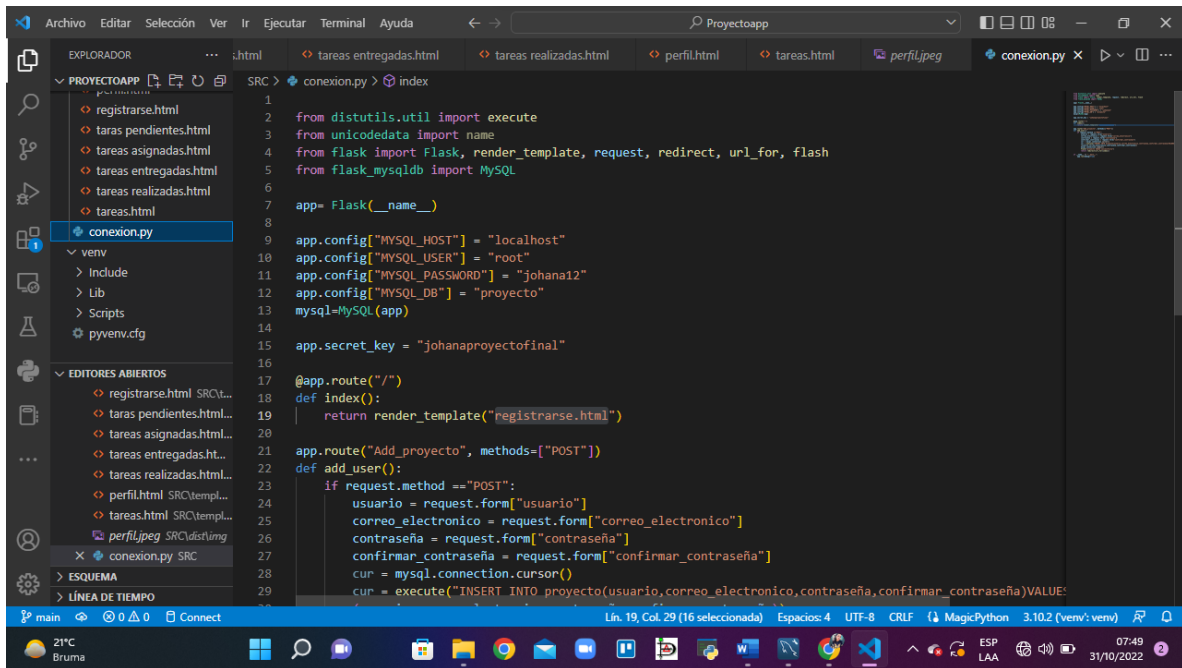 Archivo Editar Selección Ver Ir Ejecutar Terminal Ayuda
Proyectoapp
EXPLORADOR
s.html
tareas entregadas.html
tareas realizadas.html
perfil.html
tareas.html
perfil.jpeg
conexion.py
PROYECTOAPP
registrarse.html
taras pendientes.html
tareas asignadas.html
tareas entregadas.html
tareas realizadas.html
tareas.html
conexion.py
venv
Include
Lib
Scripts
pyvenv.cfg
EDITORES ABIERTOS
registrarse.html SRC\t...
taras pendientes.html...
tareas asignadas.html...
tareas entregadas.ht...
tareas realizadas.html...
perfil.html SRC\templ...
tareas.html SRC\templ...
perfil.jpeg SRC\dist\img
conexion.py SRC
ESQUEMA
LÍNEA DE TIEMPO
SRC > conexion.py > index
1
2 from distutils.util import execute
3 from unicodedata import name
4 from flask import Flask, render_template, request, redirect, url_for, flash
5 from flask_mysqldb import MySQL
6
7 app= Flask(__name__)
8
9 app.config["MYSQL_HOST"] = "localhost"
10 app.config["MYSQL_USER"] = "root"
11 app.config["MYSQL_PASSWORD"] = "johana12"
12 app.config["MYSQL_DB"] = "proyecto"
13 mysql=MySQL(app)
14
15 app.secret_key = "johanaproyectofinal"
16
17 @app.route("/")
18 def index():
19 return render_template("registrarse.html")
20
21 app.route("Add_proyecto", methods=["POST"])
22 def add_user():
23 if request.method =="POST":
24 usuario = request.form["usuario"]
25 correo_electronico = request.form["correo_electronico"]
26 contraseña = request.form["contraseña"]
27 confirmar_contraseña = request.form["confirmar_contraseña"]
28 cur = mysql.connection.cursor()
29 cur = execute("INSERT INTO proyecto(usuario,correo_electronico,contraseña,confirmar_contraseña)VALUES
main 0 0 Connect
Lín. 19, Col. 29 (16 seleccionada) Espacios: 4 UTF-8 CRLF MagicPython 3.10.2 ('venv': venv)
21°C
Bruma
ESP
LAA
07:49
31/10/2022
2